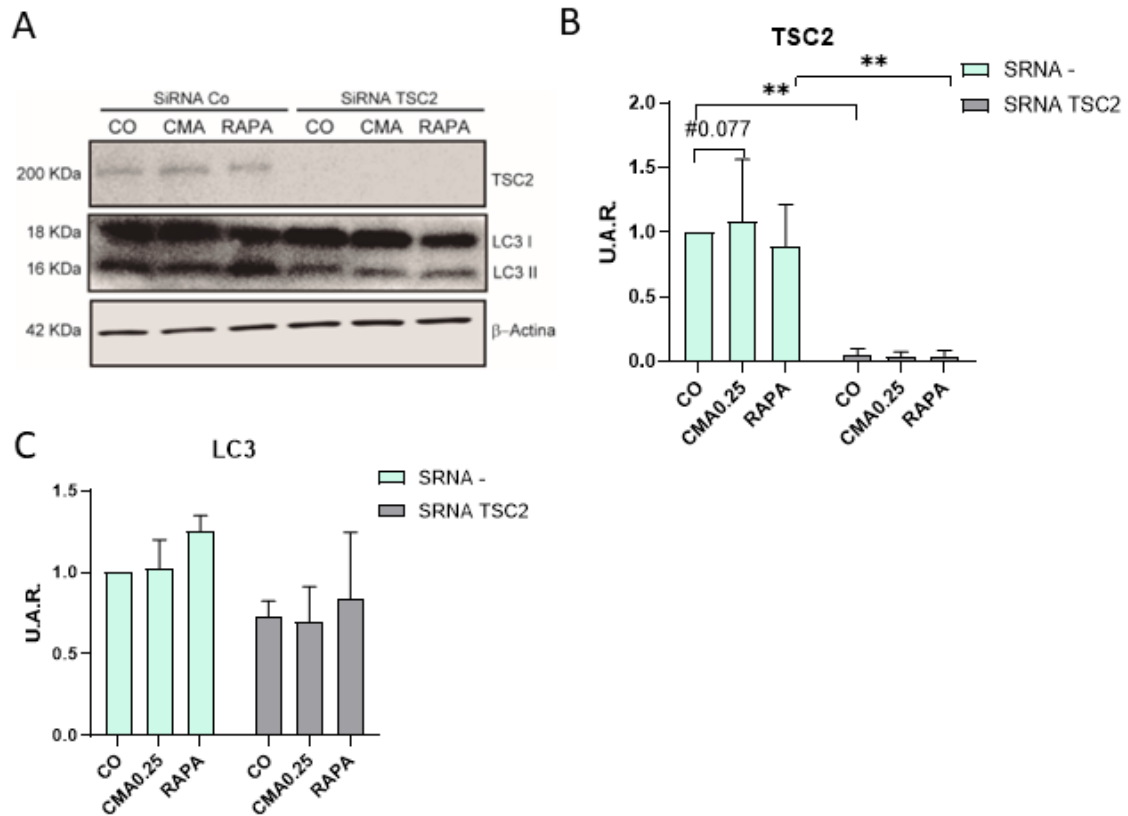 A
SiRNA Co SiRNA TSC2
CO CMA RAPA CO CMA RAPA
200 KDa TSC2
18 KDa LC3 I
16 KDa LC3 II
42 KDa β-Actina
B
TSC2
SRNA -
SRNA TSC2
**
**
#0.077
U.A.R.
2.0
1.5
1.0
0.5
0.0
CO CMA0.25 RAPA CO CMA0.25 RAPA
C
LC3
SRNA -
SRNA TSC2
U.A.R.
1.5
1.0
0.5
0.0
CO CMA0.25 RAPA CO CMA0.25 RAPA